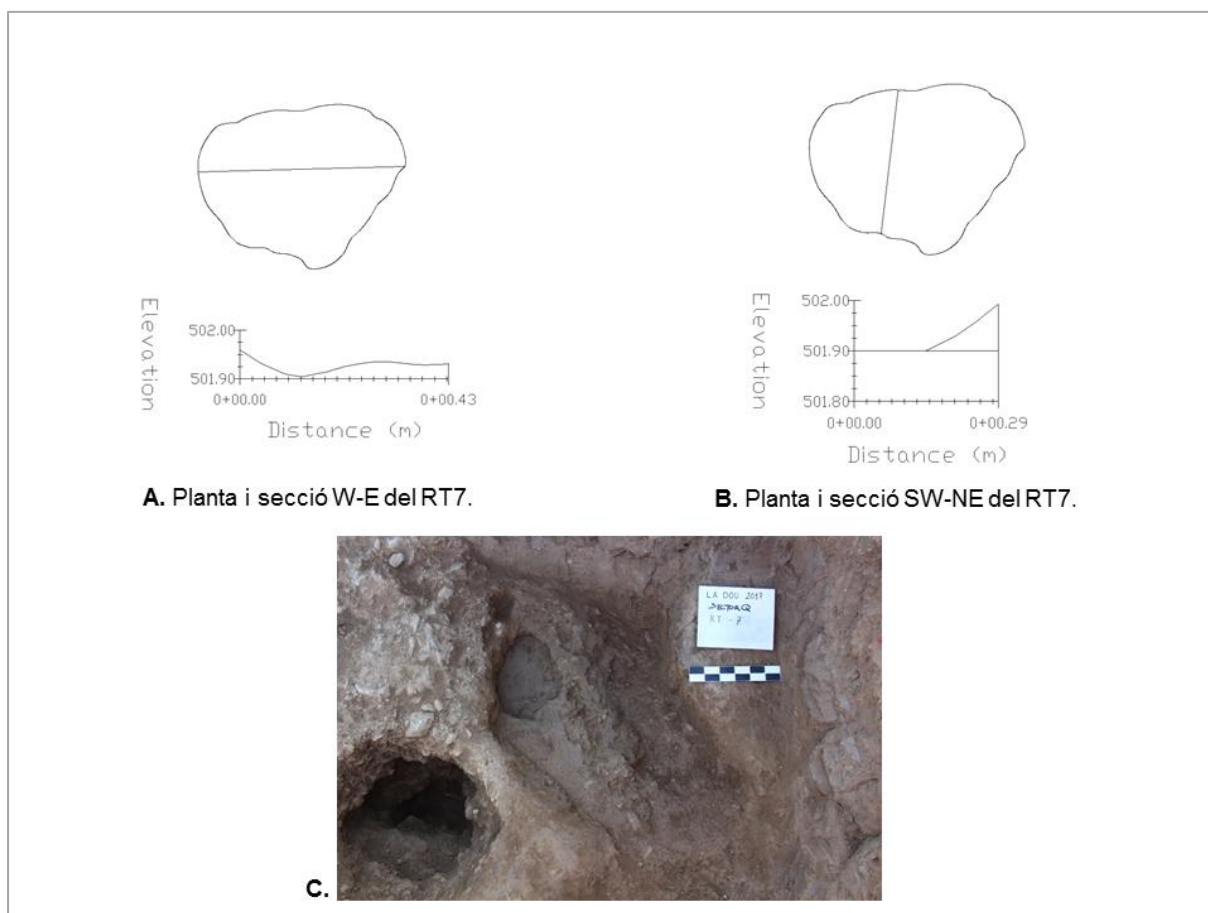 Elevation
502.00
501.90
0+00.00
0+00.43
Distance (m)
A. Planta i secció W-E del RT7.
Elevation
502.00
501.90
501.80
0+00.00
0+00.29
Distance (m)
B. Planta i secció SW-NE del RT7.
LA DOU 2017
SECTOR Q
RT - 7
C.